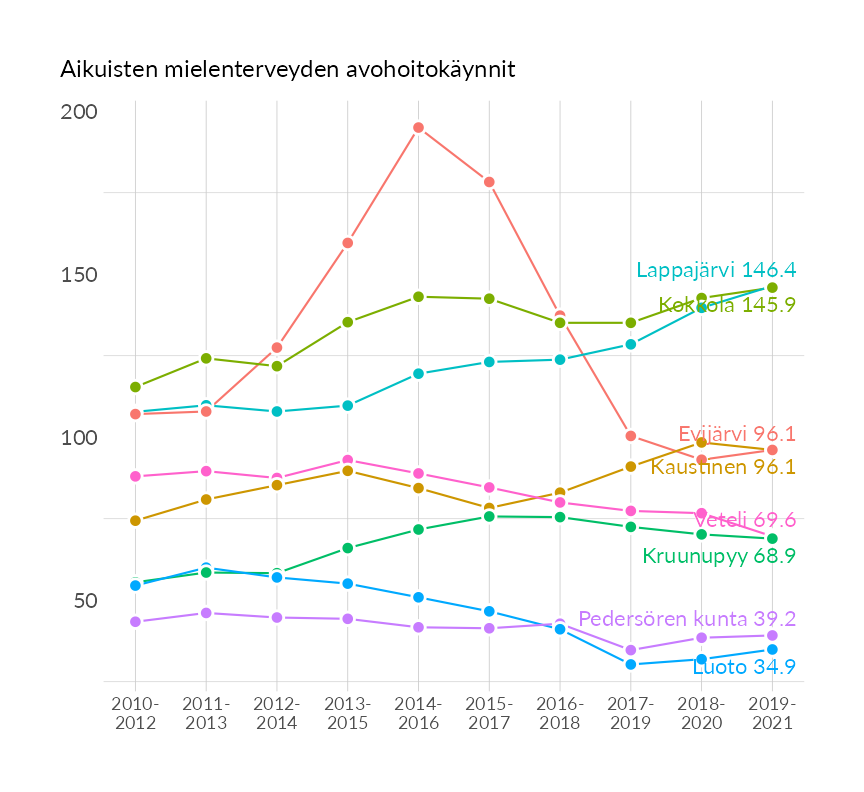 Aikuisten mielenterveyden avohoitokäynnit
200
150
100
50
Lappajärvi 146.4
Kokkola 145.9
Evijärvi 96.1
Kaustinen 96.1
Veteli 69.6
Kruunupyy 68.9
Pedersören kunta 39.2
Luoto 34.9
2010- 2011- 2012- 2013- 2014- 2015- 2016- 2017- 2018- 2019-
2012 2013 2014 2015 2016 2017 2018 2019 2020 2021